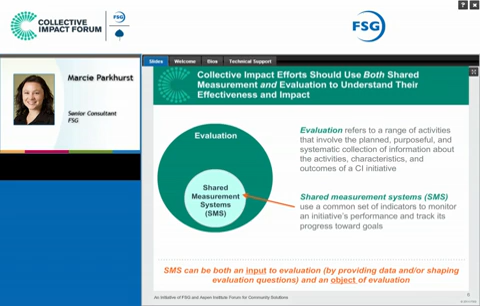 COLLECTIVE
IMPACT FORUM
FSG
FSG
Marcie Parkhurst
Senior Consultant
FSG
Slides
Welcome
Bios
Technical Support
Collective Impact Efforts Should Use Both Shared
Measurement and Evaluation to Understand Their
Effectiveness and Impact
Evaluation
Shared
Measurement
Systems
(SMS)
Evaluation refers to a range of activities
that involve the planned, purposeful, and
systematic collection of information about
the activities, characteristics, and
outcomes of a CI initiative
Shared measurement systems (SMS)
use a common set of indicators to monitor
an initiative's performance and track its
progress toward goals
SMS can be both an input to evaluation (by providing data and/or shaping
evaluation questions) and an object of evaluation
An Initiative of FSG and Aspen Institute Forum for Community Solutions